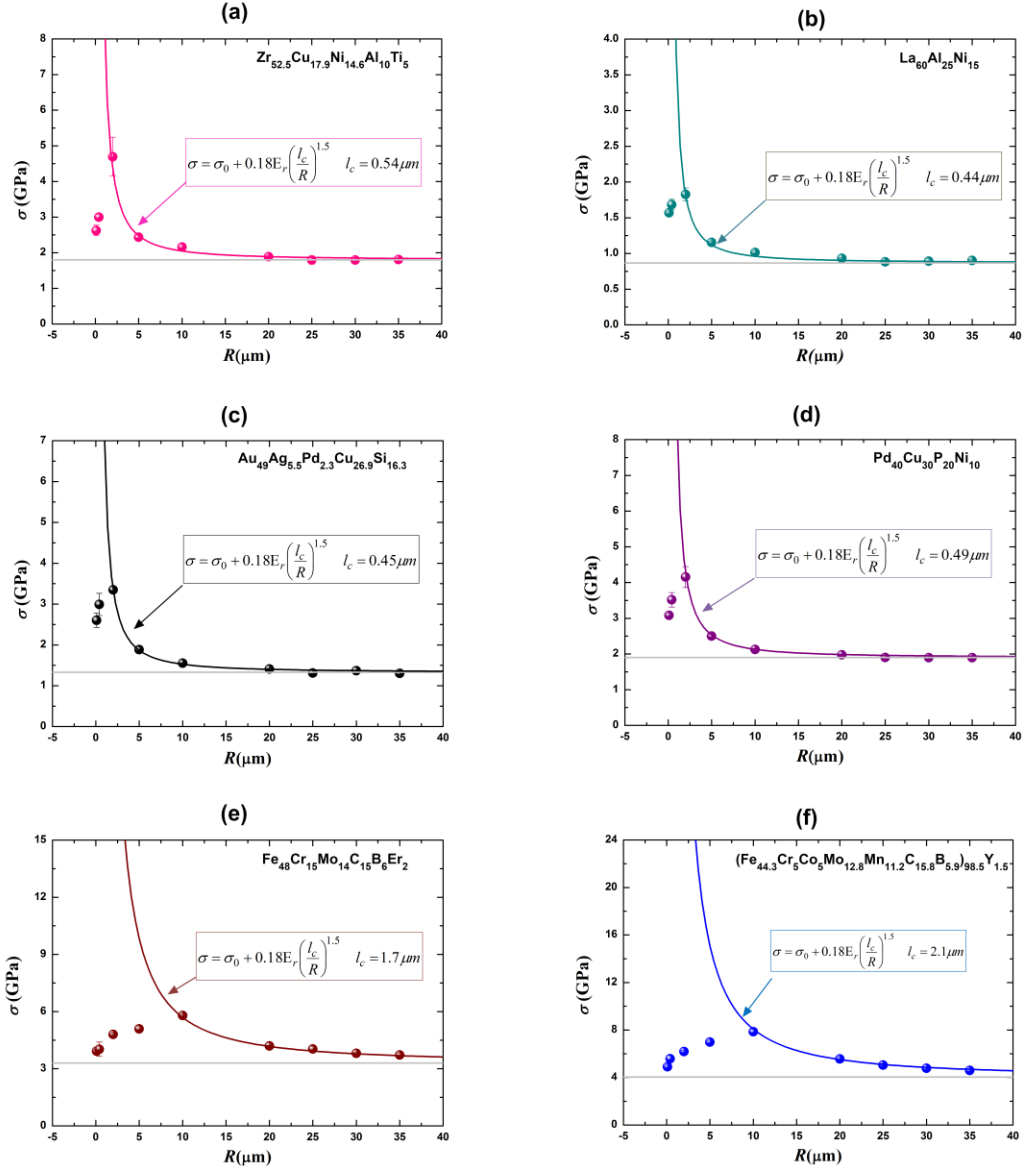 (a)
Zr52.5Cu17.9Ni14.6Al10Ti5
σ = σ0 + 0.18Er(lc/R)^1.5 lc = 0.54μm
σ (GPa)
8
7
6
5
4
3
2
1
0
-5 0 5 10 15 20 25 30 35 40
R(μm)
(b)
La60Al25Ni15
σ = σ0 + 0.18Er(lc/R)^1.5 lc = 0.44μm
σ (GPa)
4.0
3.5
3.0
2.5
2.0
1.5
1.0
0.5
0.0
-5 0 5 10 15 20 25 30 35 40
R(μm)
(c)
Au49Ag5.5Pd2.3Cu26.9Si16.3
σ = σ0 + 0.18Er(lc/R)^1.5 lc = 0.45μm
σ (GPa)
7
6
5
4
3
2
1
0
-5 0 5 10 15 20 25 30 35 40
R(μm)
(d)
Pd40Cu30P20Ni10
σ = σ0 + 0.18Er(lc/R)^1.5 lc = 0.49μm
σ (GPa)
8
7
6
5
4
3
2
1
0
-5 0 5 10 15 20 25 30 35 40
R(μm)
(e)
Fe48Cr15Mo14C15B6Er2
σ = σ0 + 0.18Er(lc/R)^1.5 lc = 1.7μm
σ (GPa)
15
12
9
6
3
0
-5 0 5 10 15 20 25 30 35 40
R(μm)
(f)
(Fe44.3Cr5Co5Mo12.8Mn11.2C15.8B5.9)98.5Y1.5
σ = σ0 + 0.18Er(lc/R)^1.5 lc = 2.1μm
σ (GPa)
24
20
16
12
8
4
0
-5 0 5 10 15 20 25 30 35 40
R(μm)